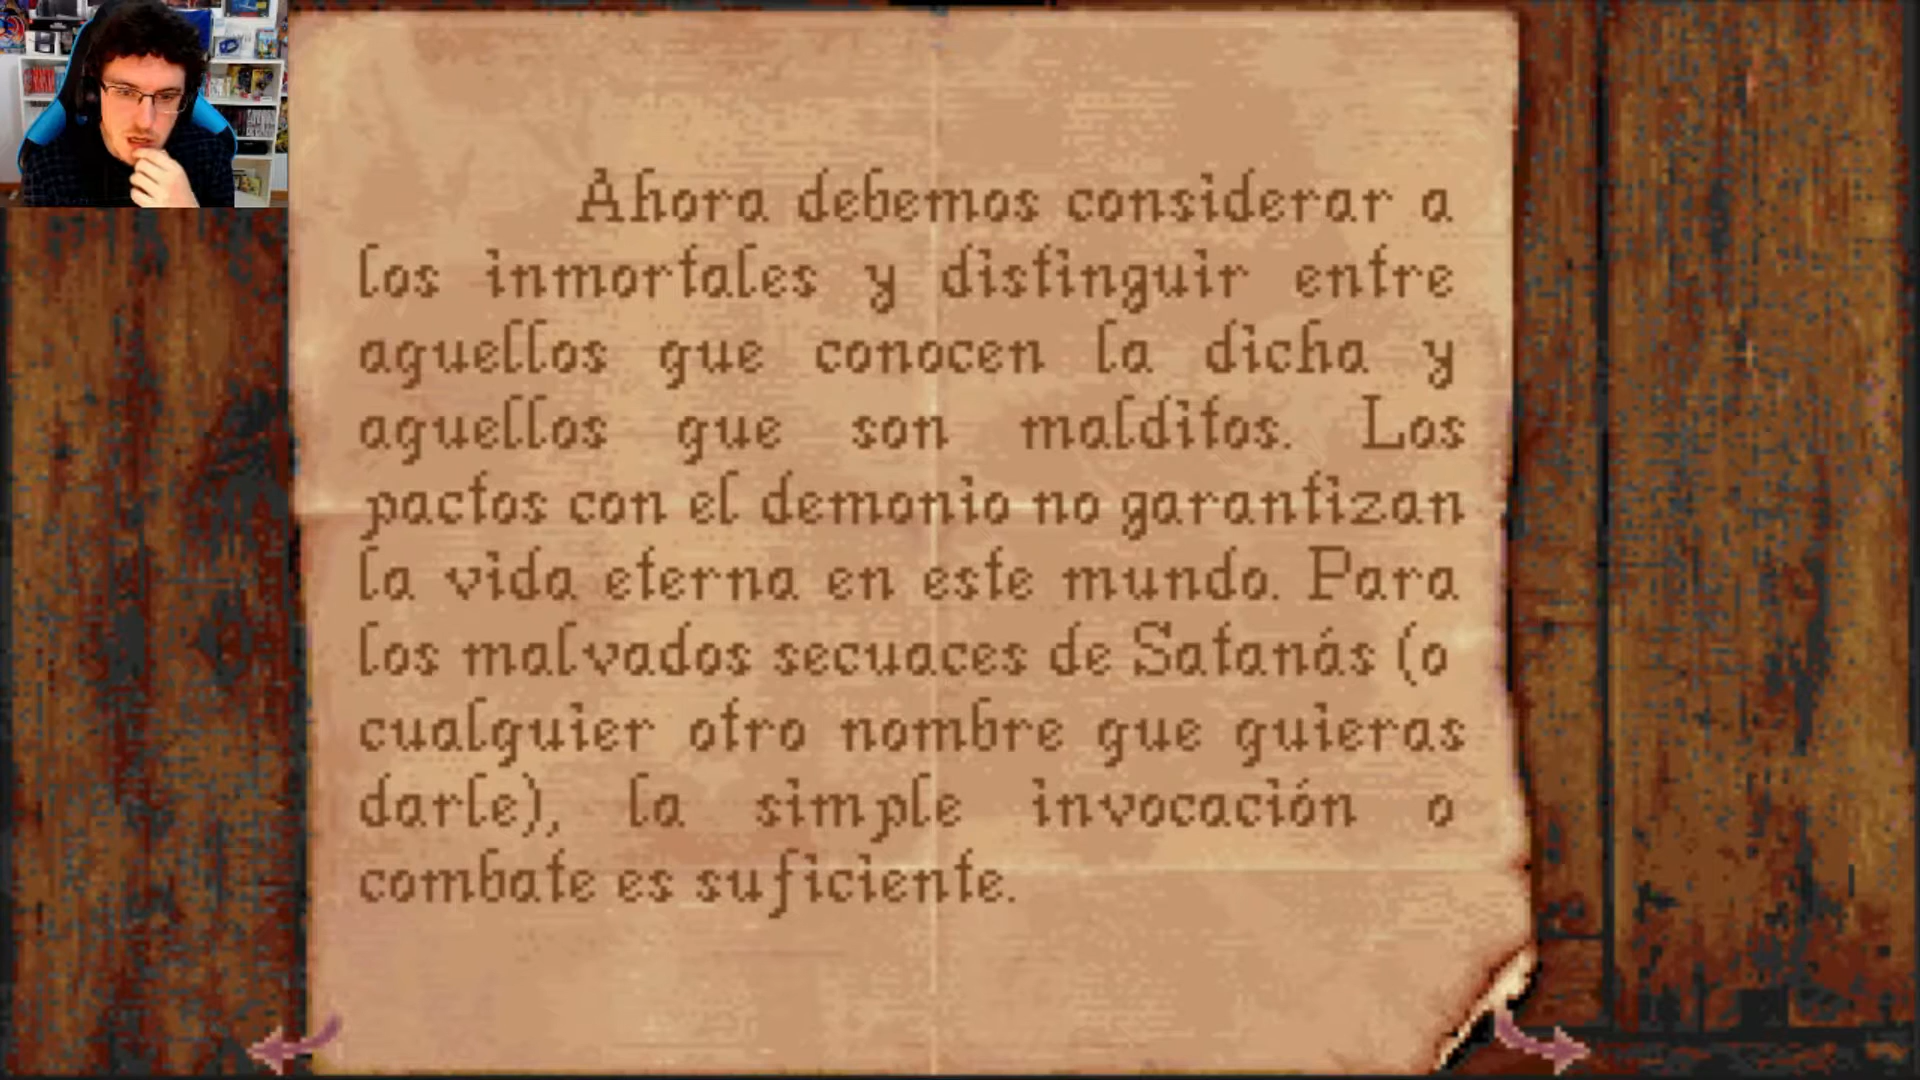 Ahora debemos considerar a
los inmortales y distinguir entre
aquellos que conocen la dicha y
aquellos que son malditos. Los
pactos con el demonio no garantizan
la vida eterna en este mundo. Para
los malvados secuaces de Satanás (o
cualquier otro nombre que quieras
darle), la simple invocación o
combate es suficiente.